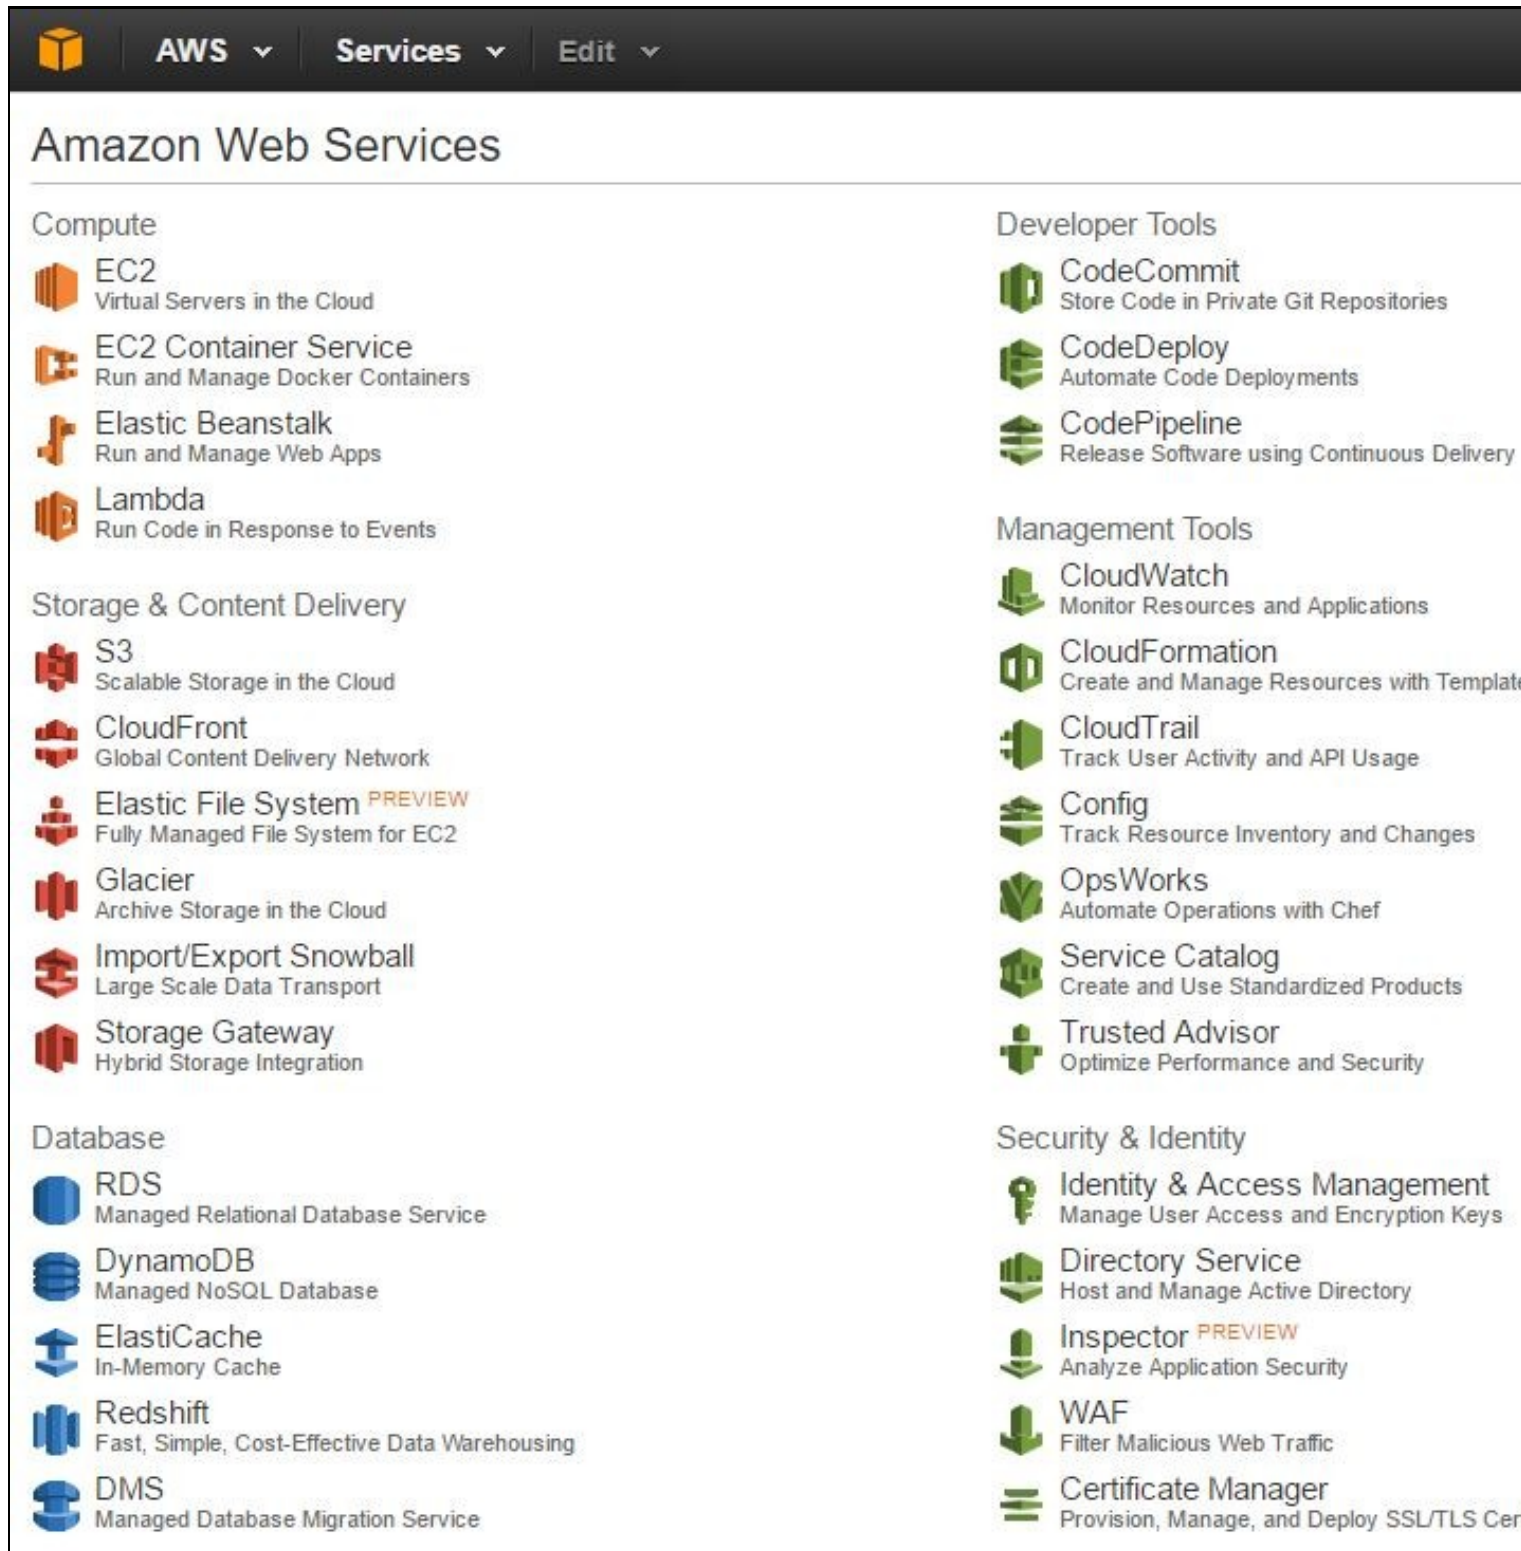 AWS
Services
Edit
Amazon Web Services
Compute
EC2
Virtual Servers in the Cloud
EC2 Container Service
Run and Manage Docker Containers
Elastic Beanstalk
Run and Manage Web Apps
Lambda
Run Code in Response to Events
Storage & Content Delivery
S3
Scalable Storage in the Cloud
CloudFront
Global Content Delivery Network
Elastic File System PREVIEW
Fully Managed File System for EC2
Glacier
Archive Storage in the Cloud
Import/Export Snowball
Large Scale Data Transport
Storage Gateway
Hybrid Storage Integration
Database
RDS
Managed Relational Database Service
DynamoDB
Managed NoSQL Database
ElastiCache
In-Memory Cache
Redshift
Fast, Simple, Cost-Effective Data Warehousing
DMS
Managed Database Migration Service
Developer Tools
CodeCommit
Store Code in Private Git Repositories
CodeDeploy
Automate Code Deployments
CodePipeline
Release Software using Continuous Delivery
Management Tools
CloudWatch
Monitor Resources and Applications
CloudFormation
Create and Manage Resources with Template
CloudTrail
Track User Activity and API Usage
Config
Track Resource Inventory and Changes
OpsWorks
Automate Operations with Chef
Service Catalog
Create and Use Standardized Products
Trusted Advisor
Optimize Performance and Security
Security & Identity
Identity & Access Management
Manage User Access and Encryption Keys
Directory Service
Host and Manage Active Directory
Inspector PREVIEW
Analyze Application Security
WAF
Filter Malicious Web Traffic
Certificate Manager
Provision, Manage, and Deploy SSL/TLS Cer